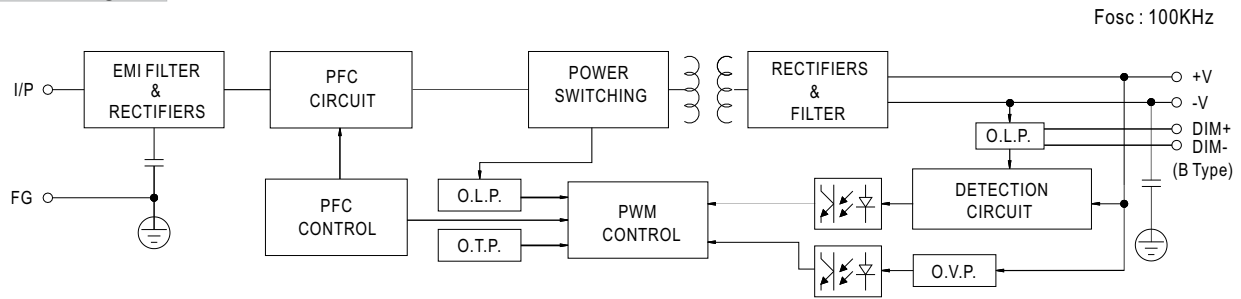 Fosc : 100KHz
I/P
EMI FILTER
&
RECTIFIERS
PFC
CIRCUIT
POWER
SWITCHING
RECTIFIERS
&
FILTER
+V
-V
DIM+
DIM-
(B Type)
O.L.P.
FG
PFC
CONTROL
O.L.P.
O.T.P.
PWM
CONTROL
DETECTION
CIRCUIT
O.V.P.